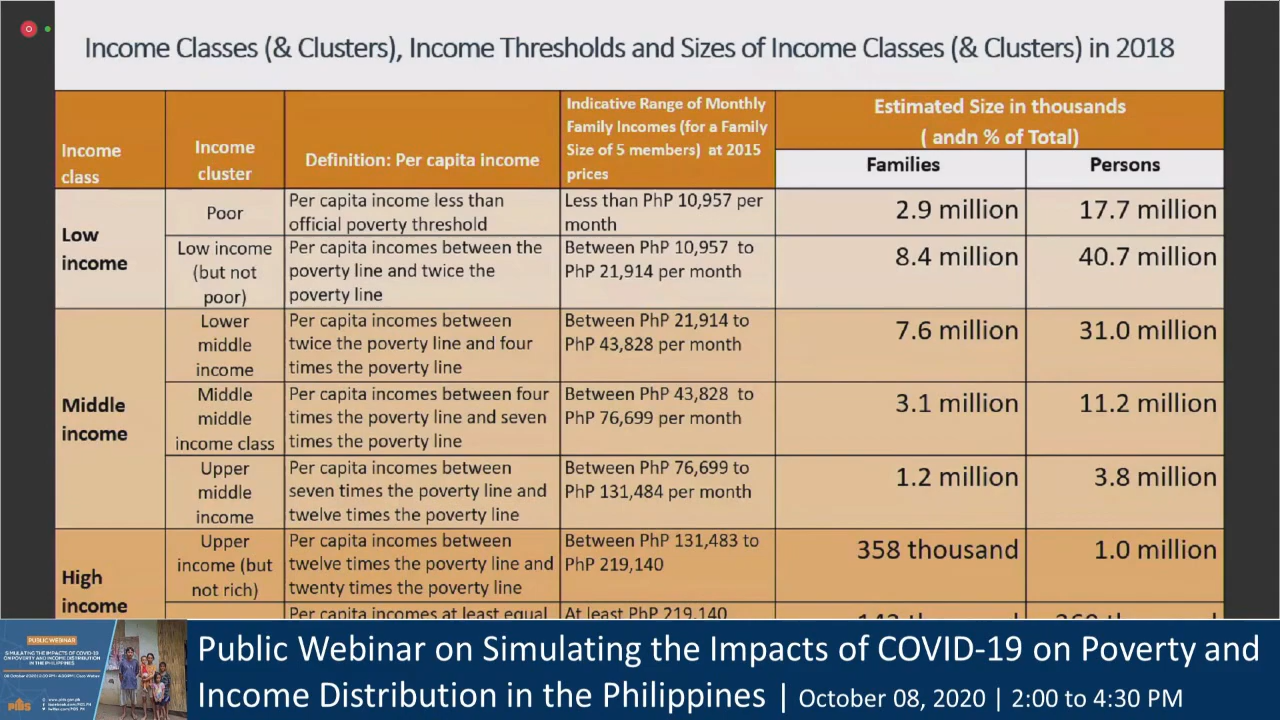 Income Classes (& Clusters), Income Thresholds and Sizes of Income Classes (& Clusters) in 2018
Income
class
Income
cluster
Definition: Per capita income
Indicative Range of Monthly
Family Incomes (for a Family
Size of 5 members) at 2015
prices
Estimated Size in thousands
( andn % of Total)
Families
Persons
Low
income
Poor
Per capita income less than
official poverty threshold
Less than PhP 10,957 per
month
2.9 million
17.7 million
Low income
(but not
poor)
Per capita incomes between the
poverty line and twice the
poverty line
Between PhP 10,957 to
PhP 21,914 per month
8.4 million
40.7 million
Middle
income
Lower
middle
income
Per capita incomes between
twice the poverty line and four
times the poverty line
Between PhP 21,914 to
PhP 43,828 per month
7.6 million
31.0 million
Middle
middle
income class
Per capita incomes between four
times the poverty line and seven
times the poverty line
Between PhP 43,828 to
PhP 76,699 per month
3.1 million
11.2 million
Upper
middle
income
Per capita incomes between
seven times the poverty line and
twelve times the poverty line
Between PhP 76,699 to
PhP 131,484 per month
1.2 million
3.8 million
High
income
Upper
income (but
not rich)
Per capita incomes between
twelve times the poverty line and
twenty times the poverty line
Between PhP 131,483 to
PhP 219,140
358 thousand
1.0 million
Per capita incomes at least equal
At least PhP 219,140
PUBLIC WEBINAR
SIMULATING THE IMPACTS OF COVID-19
ON POVERTY AND INCOME DISTRIBUTION
IN THE PHILIPPINES
Public Webinar on Simulating the Impacts of COVID-19 on Poverty and
Income Distribution in the Philippines | October 08, 2020 | 2:00 to 4:30 PM